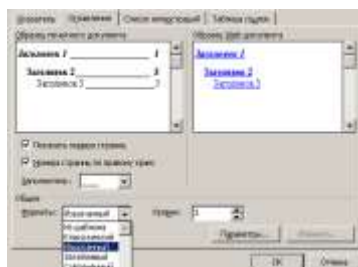 Указатель Оглавление Список иллюстраций Таблица ссылок
Образец печатного документа
Образец Web-документа
Заголовок 1 1
Заголовок 2 3
Заголовок 3 5
Заголовок 1
Заголовок 2
Заголовок 3
Показать номера страниц
Номера страниц по правому краю
Заполнитель:
Общие
Форматы: Изысканный Уровни: 3
Из шаблона
Классический
Изысканный
Затейливый
Параметры...
ОК Отмена